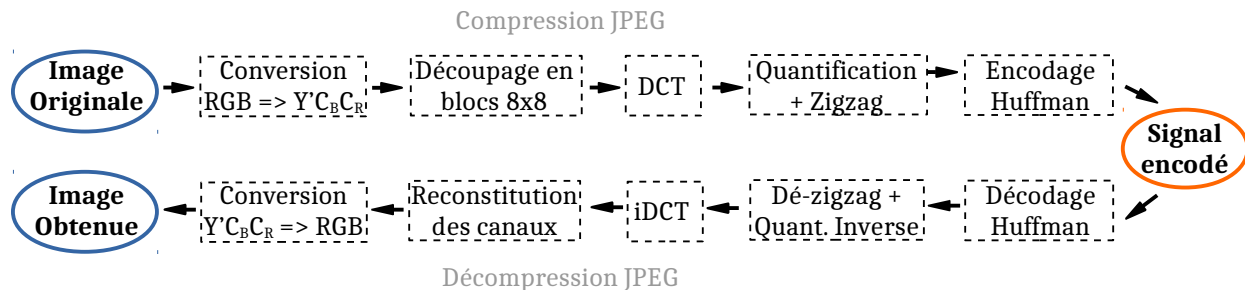 Compression JPEG
Image
Originale
Conversion
RGB => Y'CBCR
Découpage en
blocs 8x8
DCT
Quantification
+ Zigzag
Encodage
Huffman
Signal
encodé
Image
Obtenue
Conversion
Y'CBCR => RGB
Reconstitution
des canaux
iDCT
Dé-zigzag +
Quant. Inverse
Décodage
Huffman
Décompression JPEG